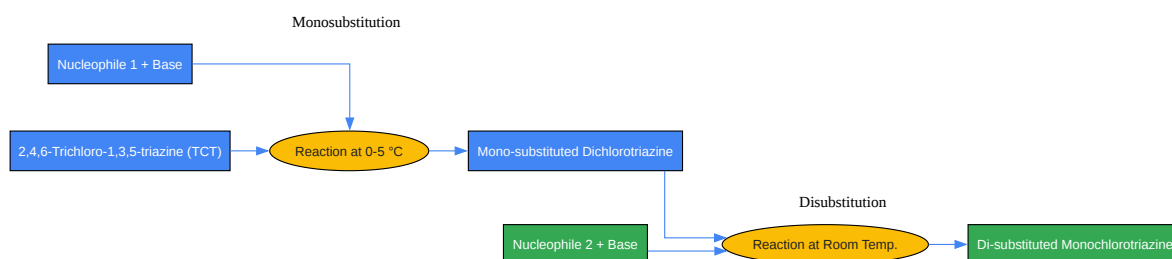 Monosubstitution
Nucleophile 1 + Base
2,4,6-Trichloro-1,3,5-triazine (TCT)
Reaction at 0-5 °C
Mono-substituted Dichlorotriazine
Disubstitution
Nucleophile 2 + Base
Reaction at Room Temp.
Di-substituted Monochlorotriazine